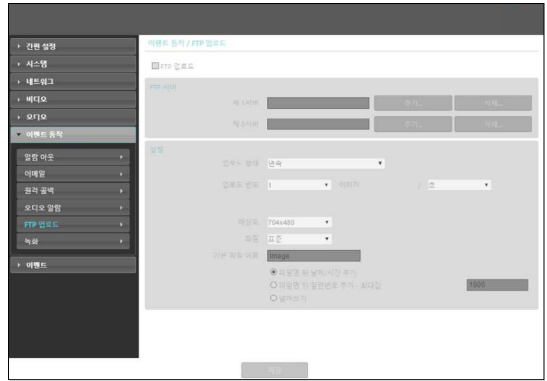 간편 설정
시스템
네트워크
비디오
오디오
이벤트 동작
알람 아웃
이메일
원격 콜백
오디오 알람
FTP 업로드
녹화
이벤트
이벤트 동작 / FTP 업로드
FTP 업로드
FTP 서버
제 1서버 추가... 삭제...
제 2서버 추가... 삭제...
설정
업로드 형태 연속
업로드 빈도 1 이미지 / 초
해상도 704x480
화질 표준
기본 파일 이름 Image
파일명 뒤 날짜/시간 추가
파일명 뒤 일련번호 추가 - 최대값 1000
덮어쓰기
저장